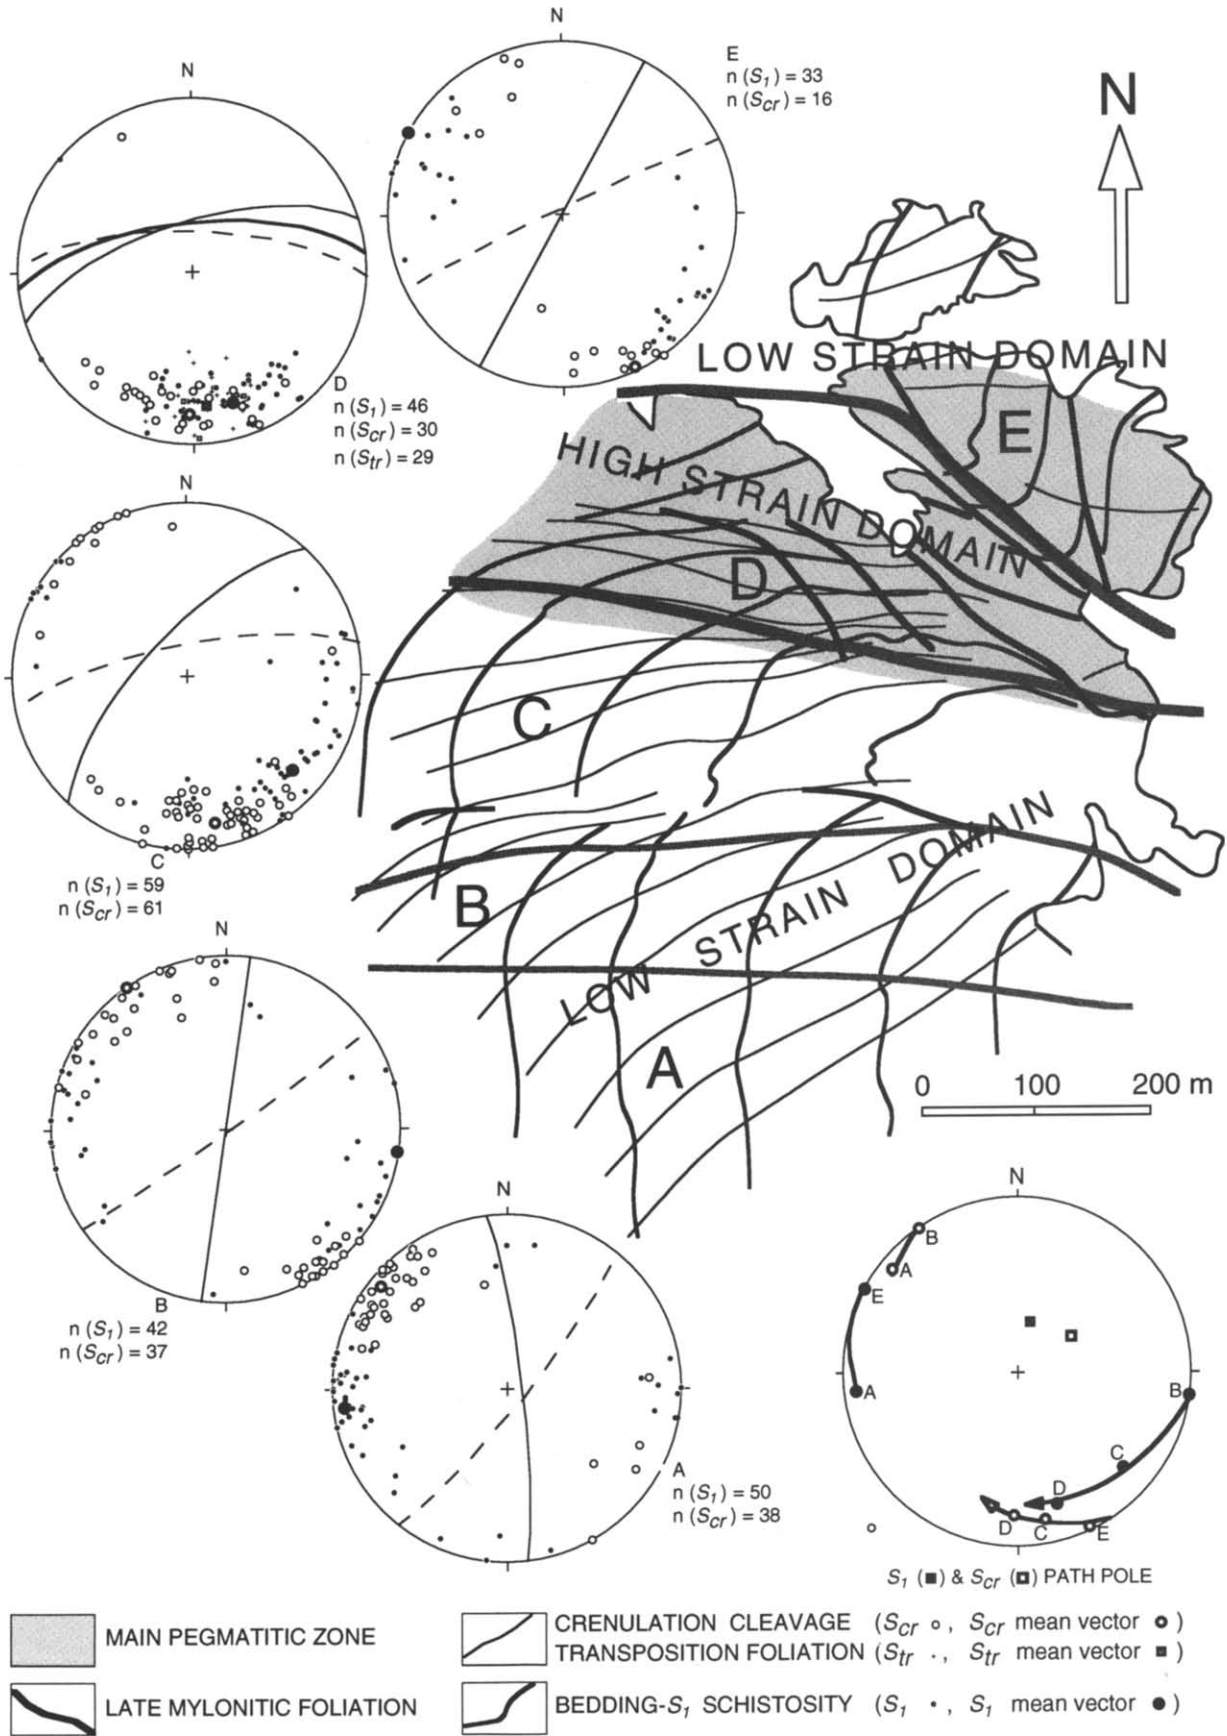 N
E
n (S1) = 33
n (Scr) = 16
N
N
D
n (S1) = 46
n (Scr) = 30
n (Str) = 29
LOW STRAIN DOMAIN
E
HIGH STRAIN DOMAIN
D
N
C
n (S1) = 59
n (Scr) = 61
C
B
LOW STRAIN DOMAIN
A
0 100 200 m
N
B
n (S1) = 42
n (Scr) = 37
N
A
n (S1) = 50
n (Scr) = 38
N
B
A
E
A
B
C
D
D C E
S1 (■) & Scr (◘) PATH POLE
MAIN PEGMATITIC ZONE
LATE MYLONITIC FOLIATION
CRENULATION CLEAVAGE (Scr ○, Scr mean vector ○)
TRANSPOSITION FOLIATION (Str ·, Str mean vector ■)
BEDDING-S1 SCHISTOSITY (S1 •, S1 mean vector ●)